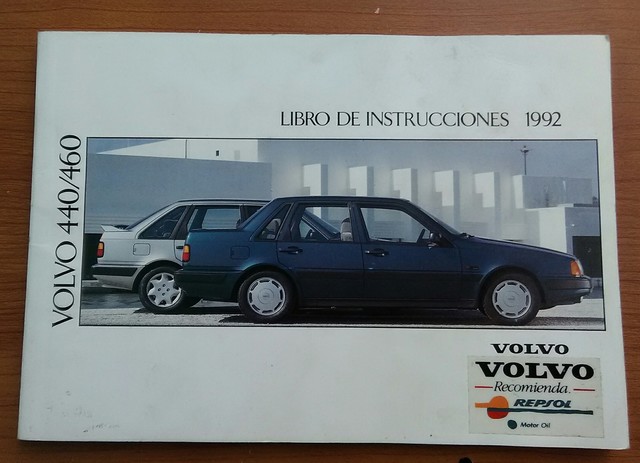 LIBRO DE INSTRUCCIONES 1992
VOLVO 440/460
VOLVO
VOLVO
Recomienda
REPSOL
Motor Oil